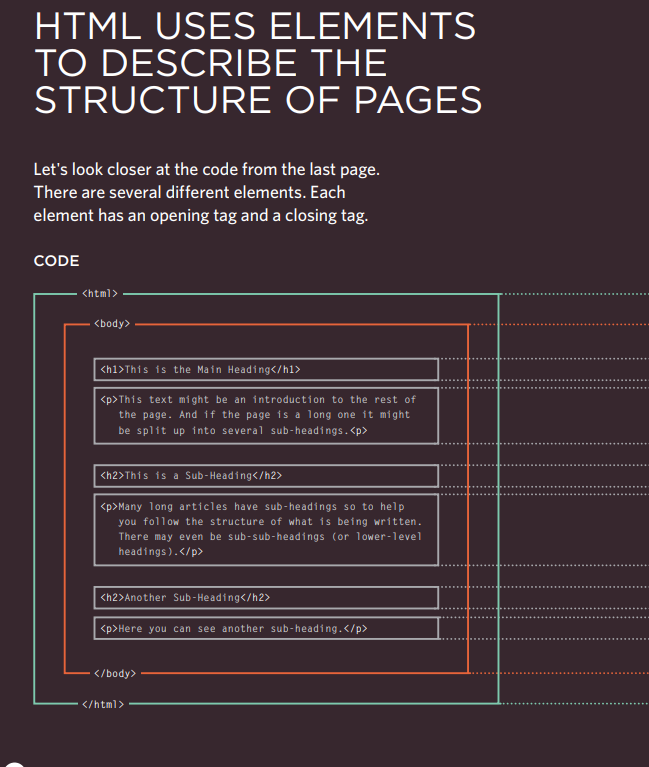 HTML USES ELEMENTS
TO DESCRIBE THE
STRUCTURE OF PAGES
Let's look closer at the code from the last page.
There are several different elements. Each
element has an opening tag and a closing tag.
CODE
<html>
<body>
<h1>This is the Main Heading</h1>
<p>This text might be an introduction to the rest of
the page. And if the page is a long one it might
be split up into several sub-headings.<p>
<h2>This is a Sub-Heading</h2>
<p>Many long articles have sub-headings so to help
you follow the structure of what is being written.
There may even be sub-sub-headings (or lower-level
headings).</p>
<h2>Another Sub-Heading</h2>
<p>Here you can see another sub-heading.</p>
</body>
</html>